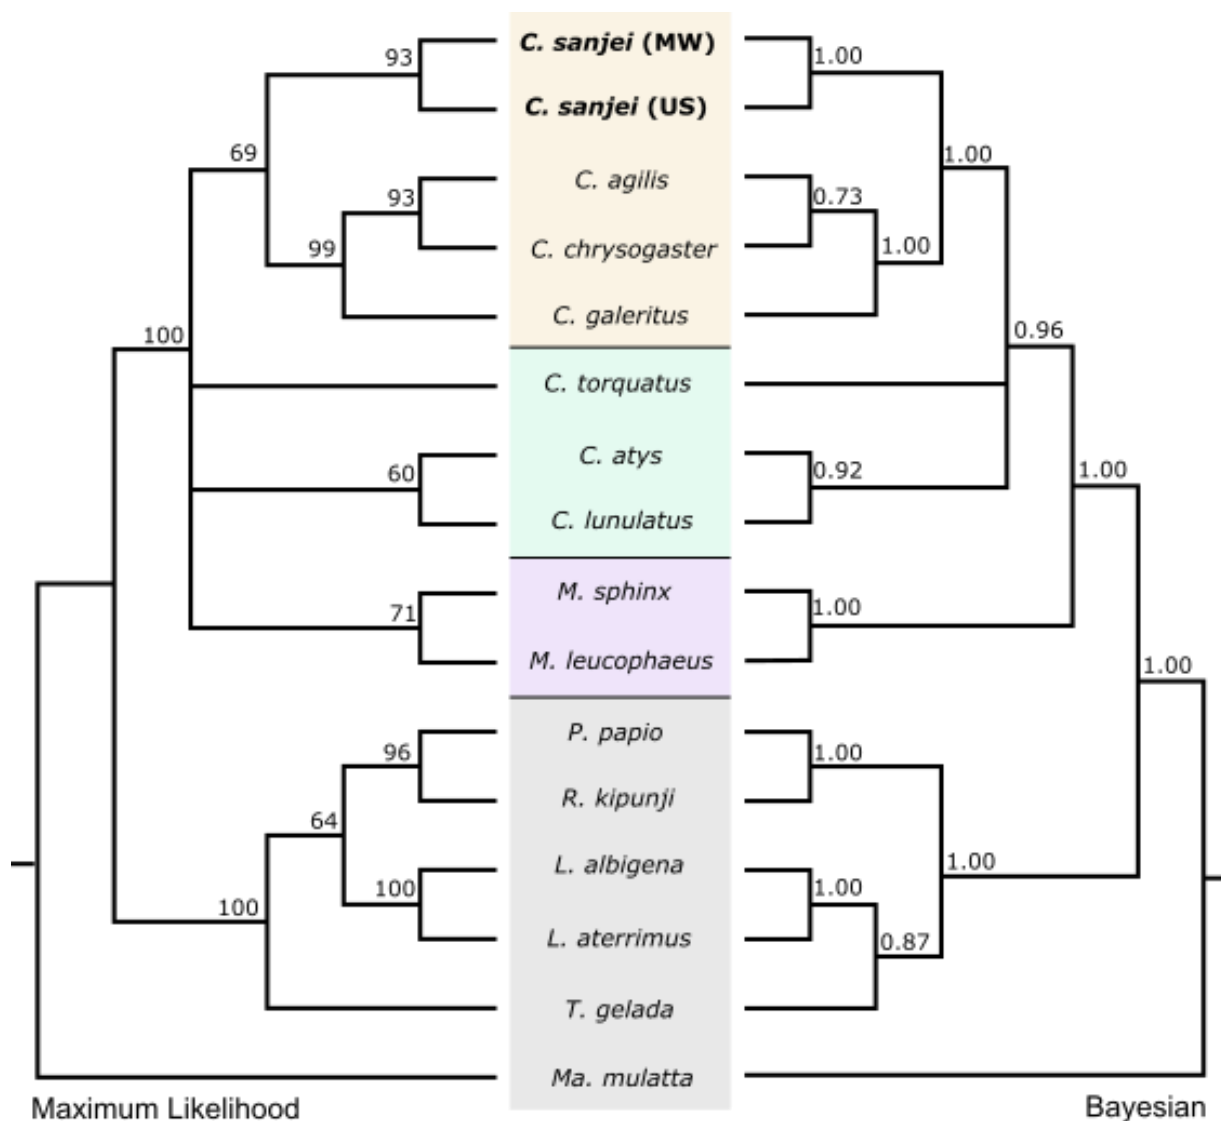 93
C. sanjei (MW)
1.00
C. sanjei (US)
69
1.00
93
C. agilis
0.73
99
C. chrysogaster
1.00
C. galeritus
100
0.96
C. torquatus
60
C. atys
0.92
1.00
C. lunulatus
71
M. sphinx
1.00
M. leucophaeus
1.00
96
P. papio
1.00
R. kipunji
64
100
L. albigena
1.00
1.00
100
L. aterrimus
0.87
T. gelada
Ma. mulatta
Maximum Likelihood
Bayesian